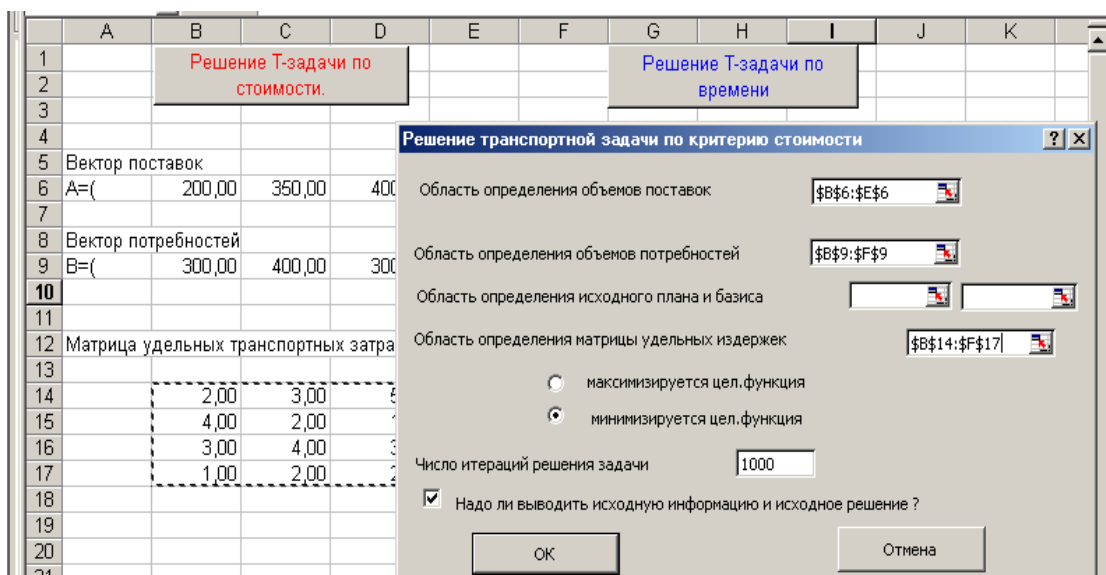 A B C D E F G H I J K
1 Решение Т-задачи по Решение Т-задачи по
2 стоимости. времени
3
4 Решение транспортной задачи по критерию стоимости
5 Вектор поставок
6 A=( 200,00 350,00 400 Область определения объемов поставок $B$6:$E$6
7
8 Вектор потребностей
9 B=( 300,00 400,00 300 Область определения объемов потребностей $B$9:$F$9
10 Область определения исходного плана и базиса
11
12 Матрица удельных транспортных затра Область определения матрицы удельных издержек $B$14:$F$17
13
14 2,00 3,00 максимизируется цел.функция
15 4,00 2,00 минимизируется цел.функция
16 3,00 4,00
17 1,00 2,00 Число итераций решения задачи 1000
18 Надо ли выводить исходную информацию и исходное решение ?
19
20 ОК Отмена